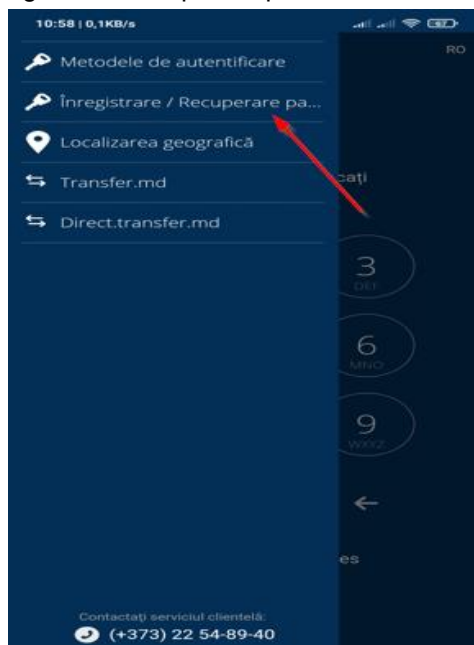 10:58 | 0,1KB/s
67
RO
Metodele de autentificare
Înregistrare / Recuperare pa...
Localizarea geografică
cați
Transfer.md
Direct.transfer.md
3
DEF
6
MNO
9
WXYZ
es
Contactați serviciul clientelă:
(+373) 22 54-89-40